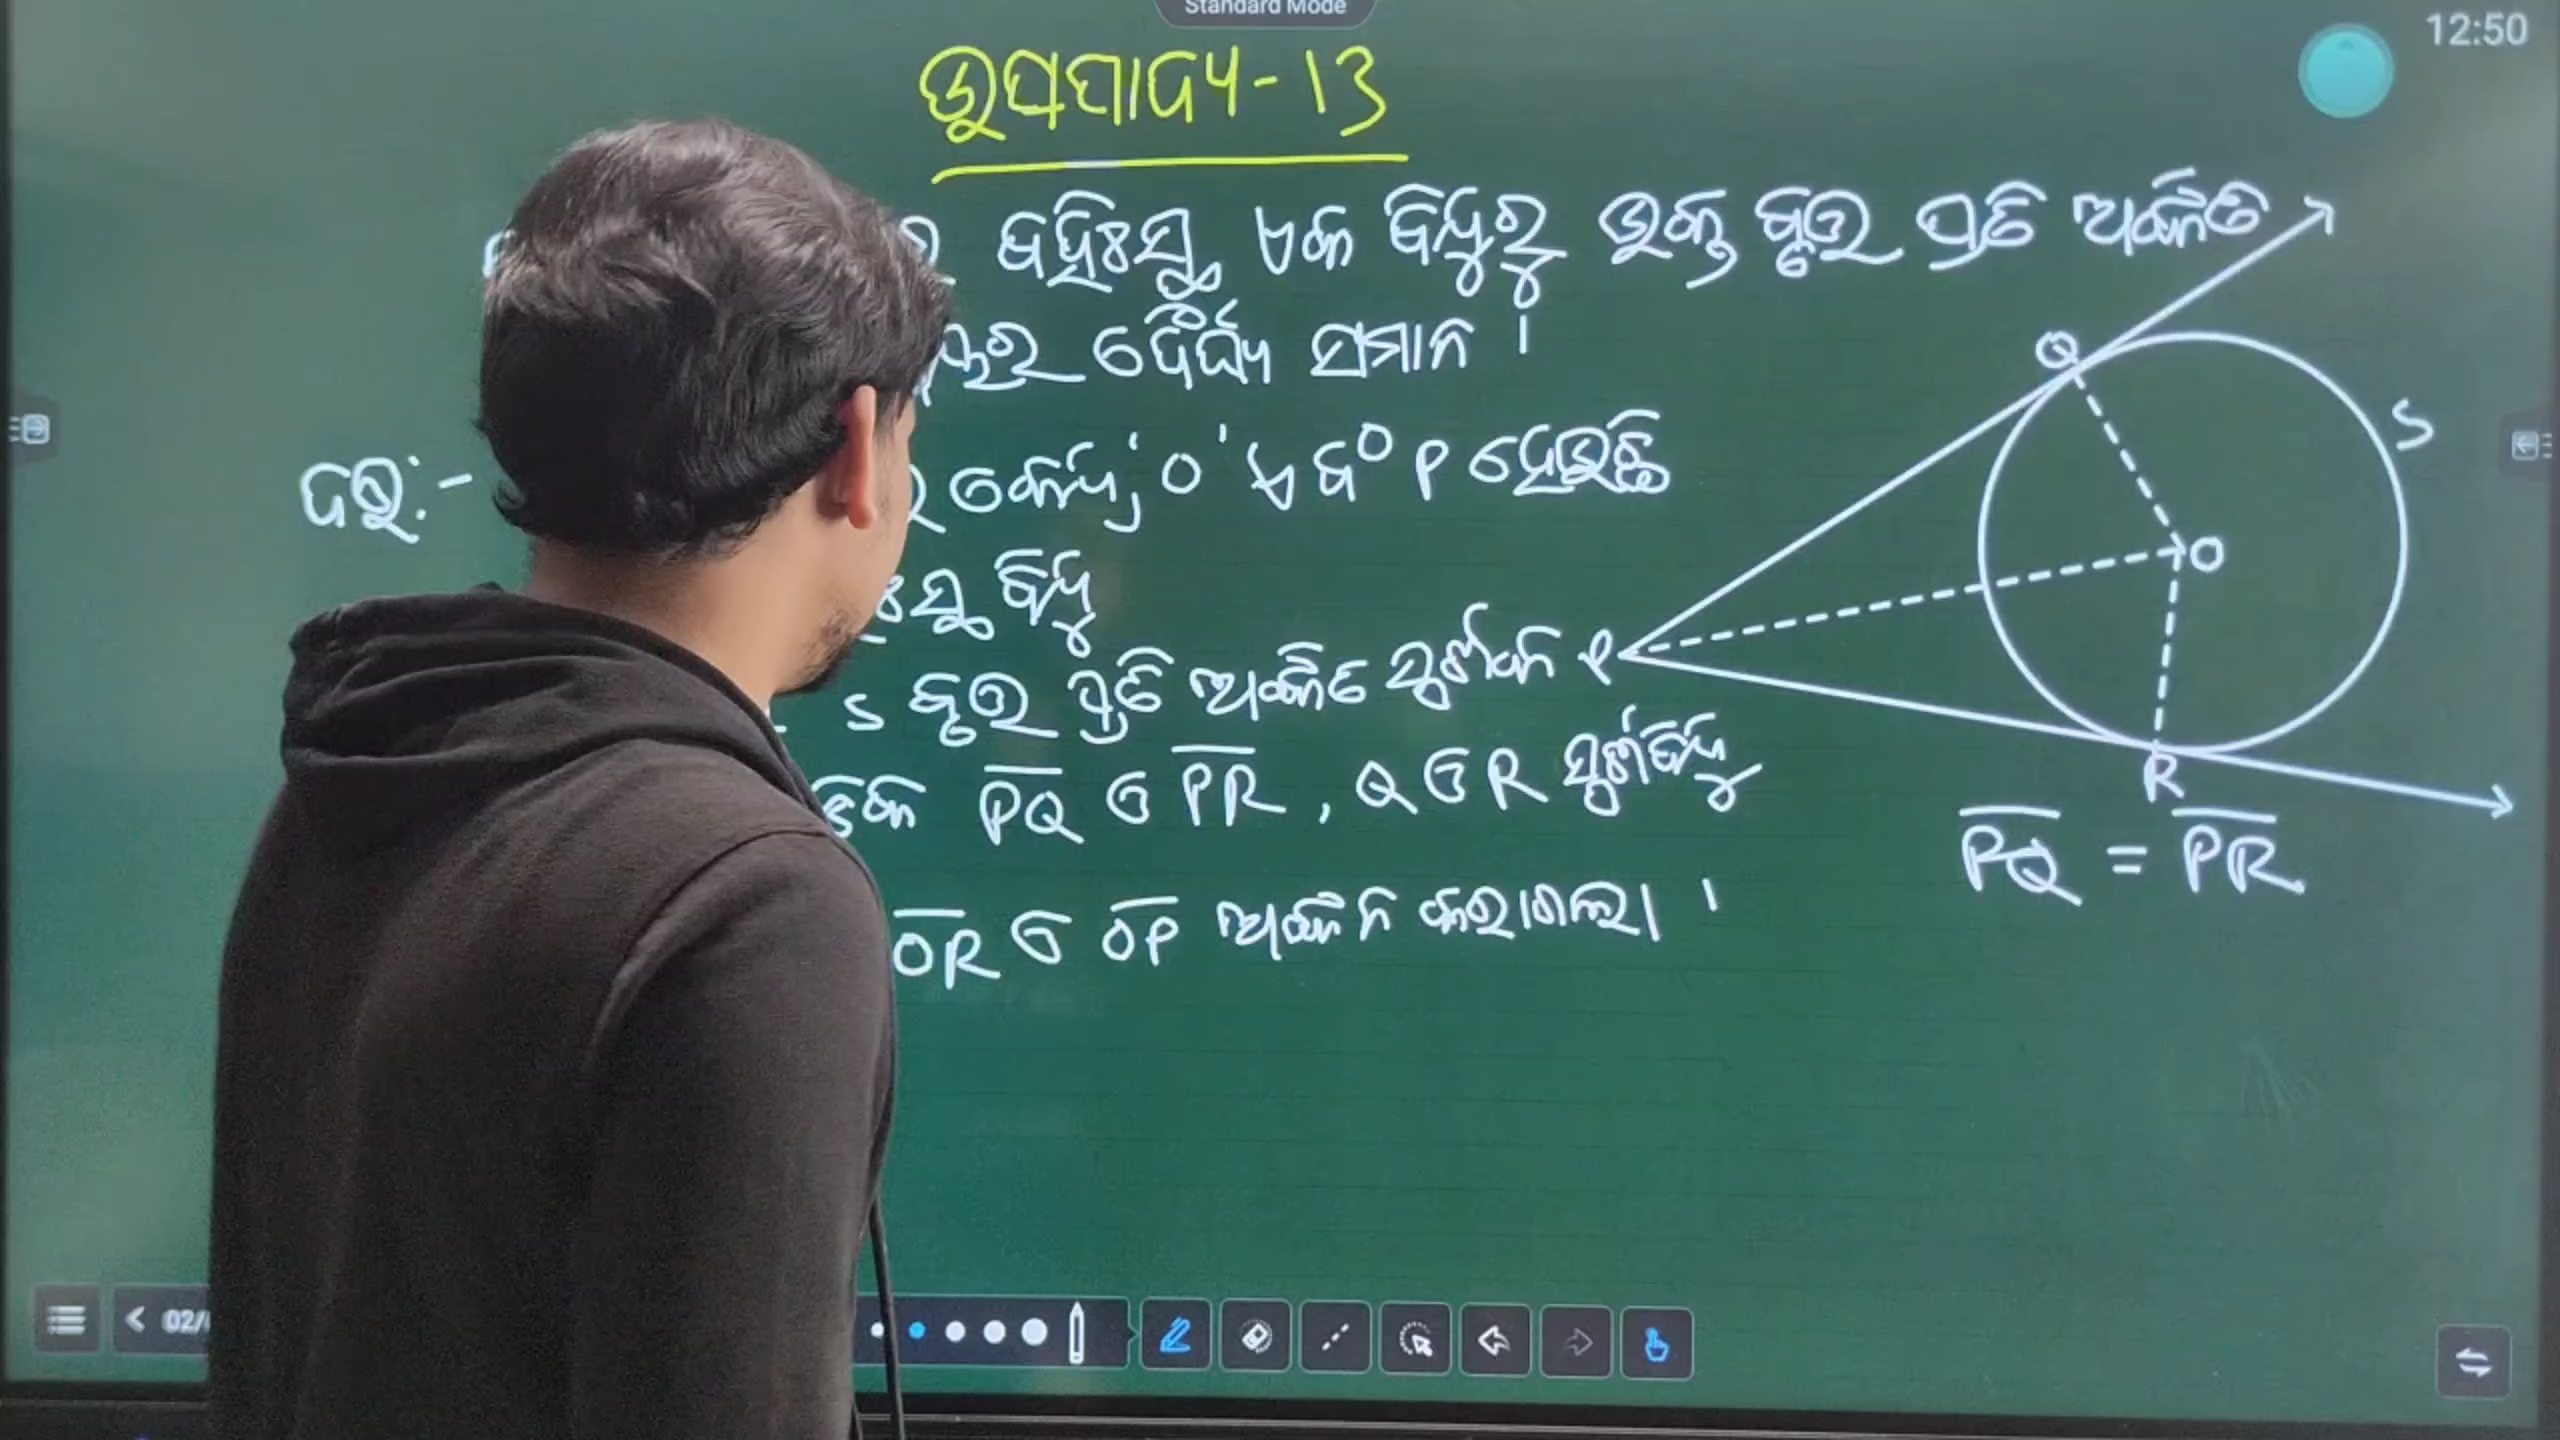 Standard Mode
12:50
ଉପପାଦ୍ୟ-13
ର ବହିଃସ୍ଥ ଏକ ବିନ୍ଦୁରୁ ଉକ୍ତ ବୃତ୍ତ ପ୍ରତି ଅଙ୍କିତ
ର ଦୈର୍ଘ୍ୟ ସମାନ ।
ଦତ୍ତ:-
କେନ୍ଦ୍ର 'O' ଏବଂ P ହେଉଛି
ଃସ୍ଥ ବିନ୍ଦୁ
S ବୃତ୍ତ ପ୍ରତି ଅଙ୍କିତ ସ୍ପର୍ଶକ
PQ ଓ PR, Q ଓ R ସ୍ପର୍ଶବିନ୍ଦୁ
OR ଓ OP ଅଙ୍କନ କରାଗଲା ।
Q
S
O
P
R
PQ = PR
02/